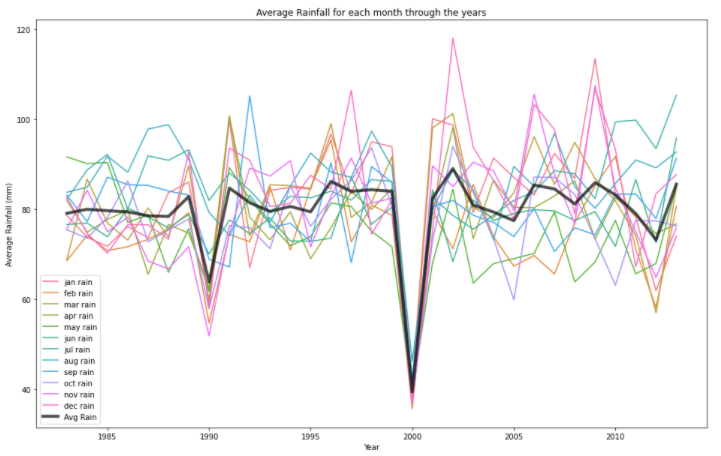 Average Rainfall for each month through the years
120
100
80
60
40
Average Rainfall (mm)
jan rain
feb rain
mar rain
apr rain
may rain
jun rain
jul rain
aug rain
sep rain
oct rain
nov rain
dec rain
Avg Rain
1985
1990
1995
2000
2005
2010
Year